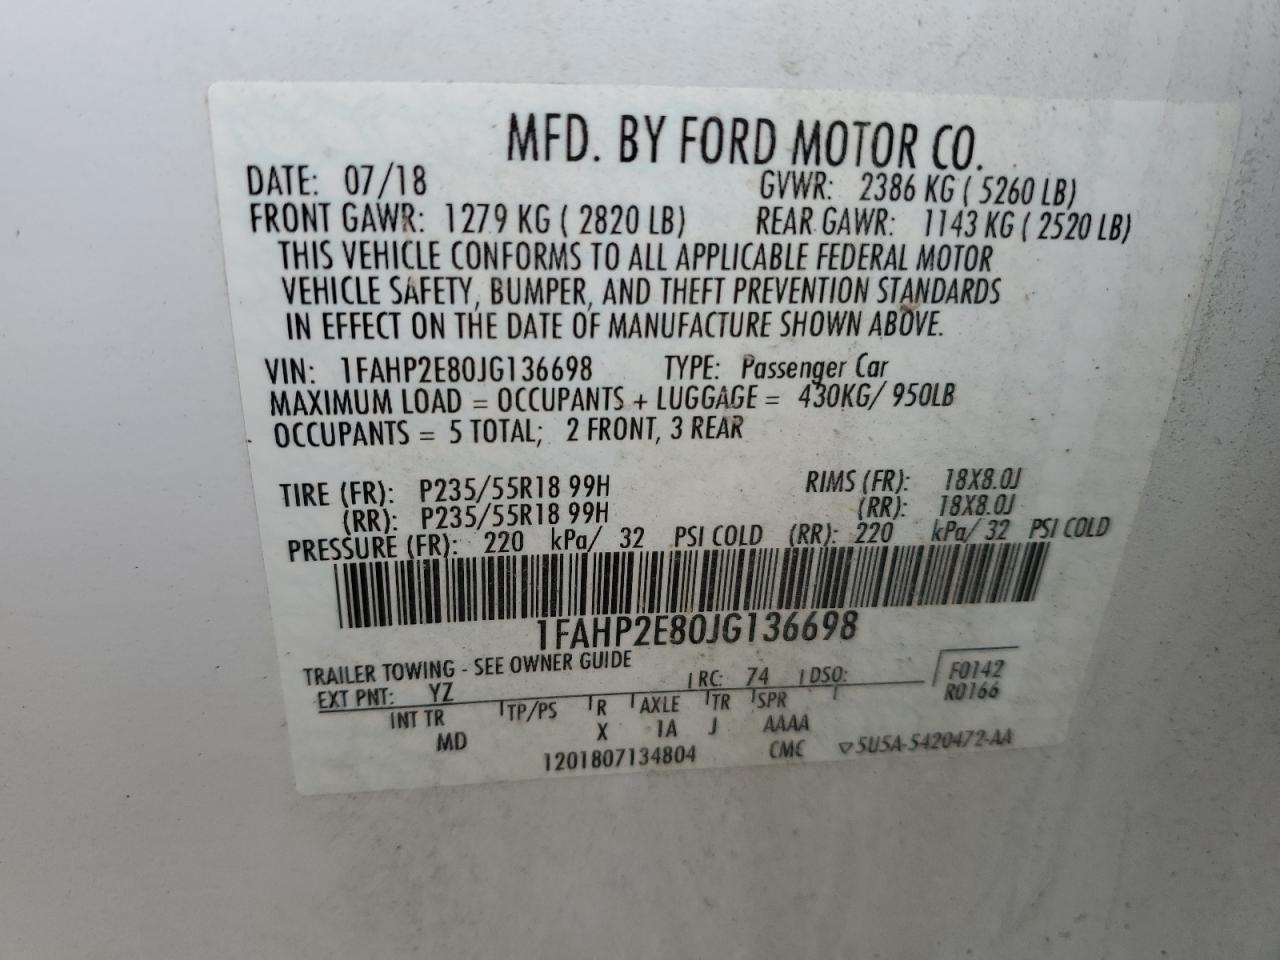 MFD. BY FORD MOTOR CO.
DATE: 07/18 GVWR: 2386 KG ( 5260 LB)
FRONT GAWR: 1279 KG ( 2820 LB) REAR GAWR: 1143 KG ( 2520 LB)
THIS VEHICLE CONFORMS TO ALL APPLICABLE FEDERAL MOTOR
VEHICLE SAFETY, BUMPER, AND THEFT PREVENTION STANDARDS
IN EFFECT ON THE DATE OF MANUFACTURE SHOWN ABOVE.
VIN: 1FAHP2E80JG136698 TYPE: Passenger Car
MAXIMUM LOAD = OCCUPANTS + LUGGAGE = 430KG/ 950LB
OCCUPANTS = 5 TOTAL; 2 FRONT, 3 REAR
TIRE (FR): P235/55R18 99H RIMS (FR): 18X8.0J
(RR): P235/55R18 99H (RR): 18X8.0J
PRESSURE (FR): 220 kPa/ 32 PSI COLD (RR): 220 kPa/ 32 PSI COLD
1FAHP2E80JG136698
TRAILER TOWING - SEE OWNER GUIDE
EXT PNT: YZ RC: 74 DSO: F0142
R0166
INT TR TP/PS R AXLE TR SPR
MD X 1A J AAAA
1201807134804 CMC ▽5U5A-5420472-AA